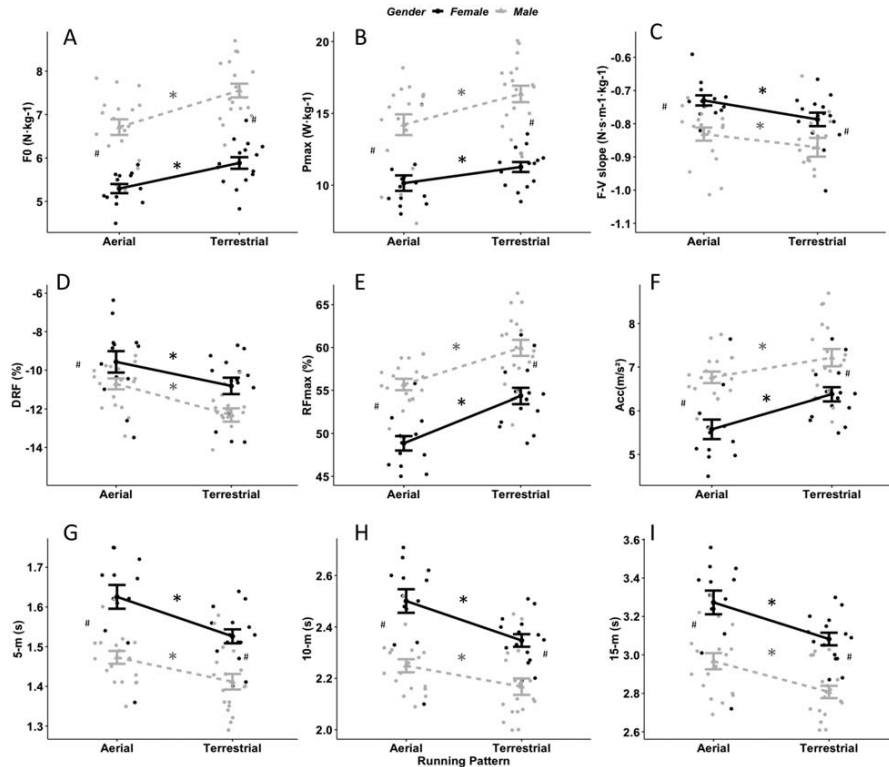 Gender Female Male
A
F0 (N·kg-1)
8
7
6
5
*
*
#
#
Aerial Terrestrial
B
Pmax (W·kg-1)
20
15
10
*
*
#
#
Aerial Terrestrial
C
F-V slope (N·s·m-1·kg-1)
-0.6
-0.7
-0.8
-0.9
-1.0
-1.1
*
*
#
#
Aerial Terrestrial
D
DRF (%)
-6
-8
-10
-12
-14
*
*
#
Aerial Terrestrial
E
RFmax (%)
65
60
55
50
45
*
*
#
#
Aerial Terrestrial
F
Acc(m/s²)
8
7
6
5
*
*
#
#
Aerial Terrestrial
G
5-m (s)
1.7
1.6
1.5
1.4
1.3
*
*
#
#
Aerial Terrestrial
H
10-m (s)
2.6
2.4
2.2
2.0
*
*
#
#
Aerial Terrestrial
I
15-m (s)
3.6
3.4
3.2
3.0
2.8
2.6
*
*
#
#
Aerial Terrestrial
Running Pattern